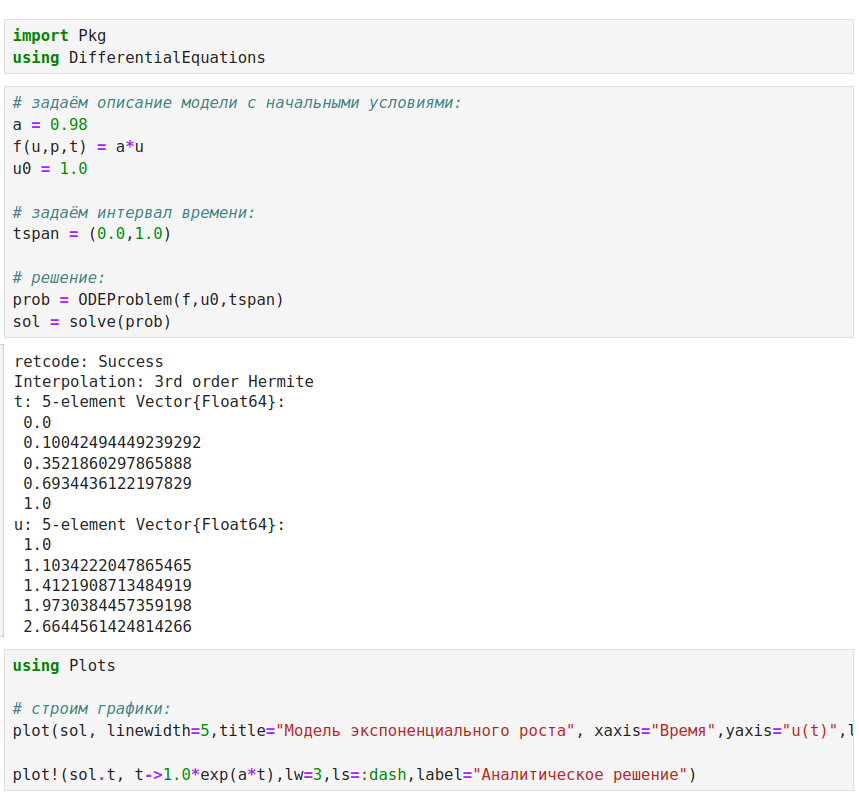 import Pkg
using DifferentialEquations
# задаём описание модели с начальными условиями:
a = 0.98
f(u,p,t) = a*u
u0 = 1.0
# задаём интервал времени:
tspan = (0.0,1.0)
# решение:
prob = ODEProblem(f,u0,tspan)
sol = solve(prob)
retcode: Success
Interpolation: 3rd order Hermite
t: 5-element Vector{Float64}:
0.0
0.10042494449239292
0.3521860297865888
0.6934436122197829
1.0
u: 5-element Vector{Float64}:
1.0
1.1034222047865465
1.4121908713484919
1.9730384457359198
2.6644561424814266
using Plots
# строим графики:
plot(sol, linewidth=5,title="Модель экспоненциального роста", xaxis="Время",yaxis="u(t)",l
plot!(sol.t, t->1.0*exp(a*t),lw=3,ls=:dash,label="Аналитическое решение")